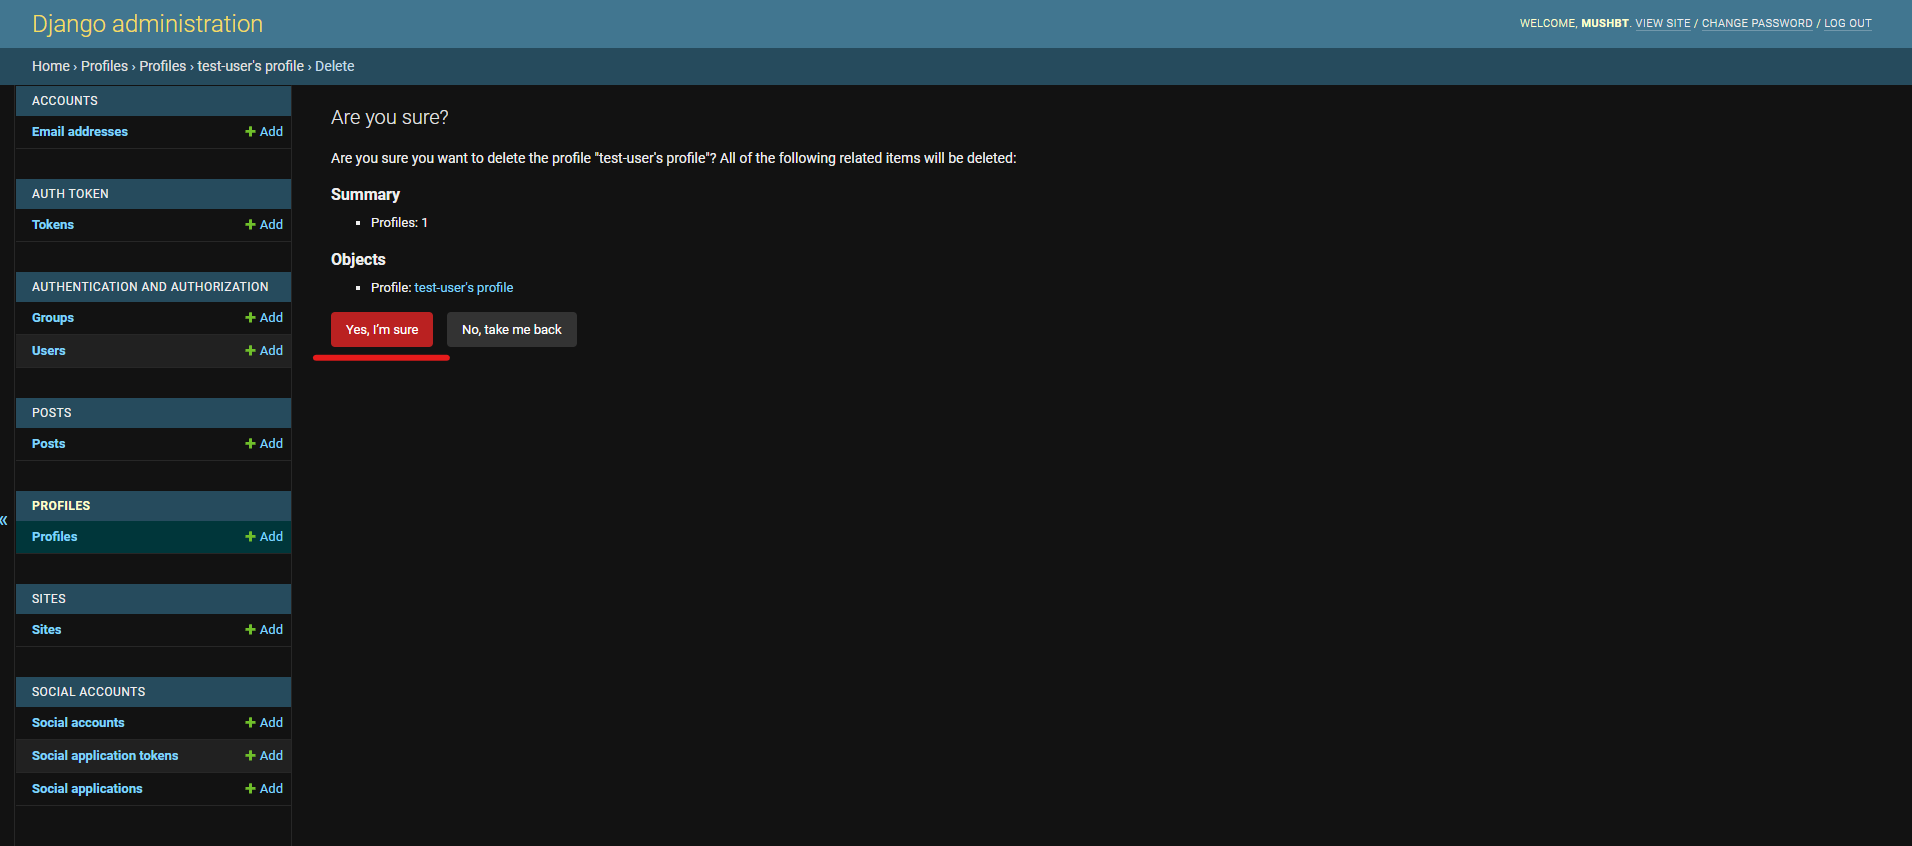 Django administration
WELCOME, MUSHBT. VIEW SITE / CHANGE PASSWORD / LOG OUT
Home › Profiles › Profiles › test-user's profile › Delete
ACCOUNTS
Email addresses
Add
AUTH TOKEN
Tokens
Add
AUTHENTICATION AND AUTHORIZATION
Groups
Add
Users
Add
POSTS
Posts
Add
PROFILES
Profiles
Add
SITES
Sites
Add
SOCIAL ACCOUNTS
Social accounts
Add
Social application tokens
Add
Social applications
Add
«
Are you sure?
Are you sure you want to delete the profile "test-user's profile"? All of the following related items will be deleted:
Summary
Profiles: 1
Objects
Profile: test-user's profile
Yes, I'm sure
No, take me back